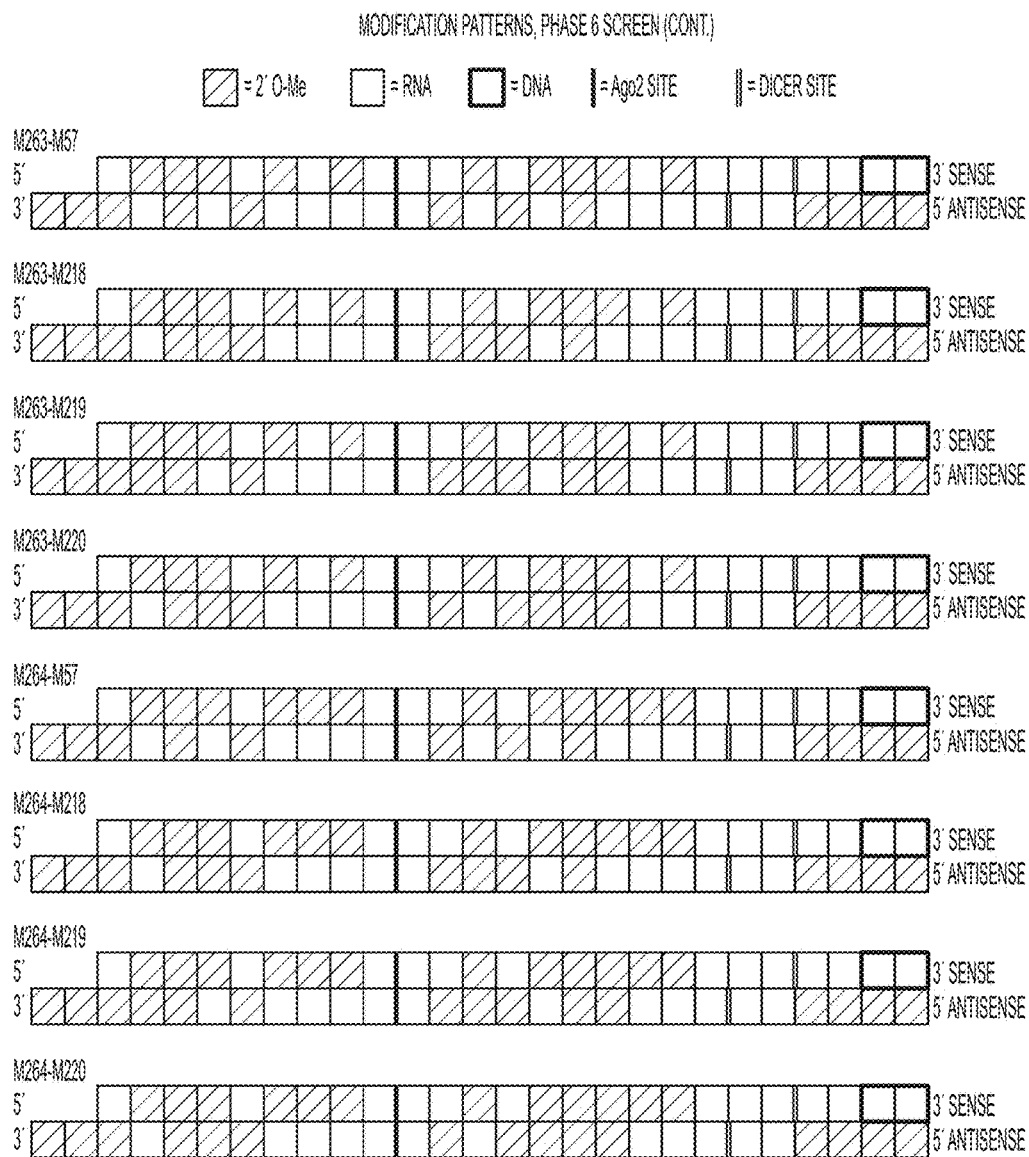 MODIFICATION PATTERNS, PHASE 6 SCREEN (CONT.)
= 2' O-Me = RNA = DNA = Ago2 SITE = DICER SITE
M263-M57
5' 3' SENSE
3' 5' ANTISENSE
M263-M218
5' 3' SENSE
3' 5' ANTISENSE
M263-M219
5' 3' SENSE
3' 5' ANTISENSE
M263-M220
5' 3' SENSE
3' 5' ANTISENSE
M264-M57
5' 3' SENSE
3' 5' ANTISENSE
M264-M218
5' 3' SENSE
3' 5' ANTISENSE
M264-M219
5' 3' SENSE
3' 5' ANTISENSE
M264-M220
5' 3' SENSE
3' 5' ANTISENSE